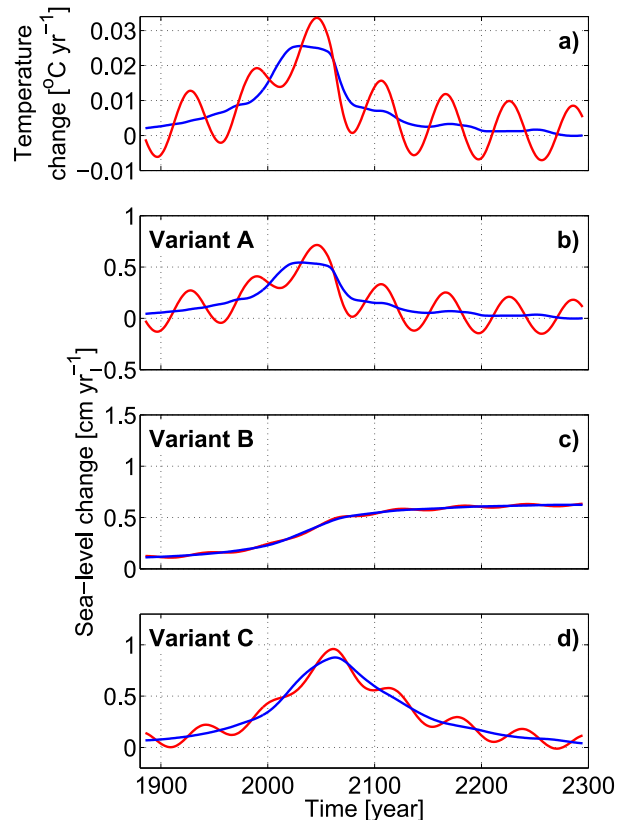 Temperature
change [°C yr⁻¹]
0.03
0.02
0.01
0
−0.01
a)
Sea−level change [cm yr⁻¹]
1
0.5
0
−0.5
Variant A
b)
1.5
1
0.5
0
Variant B
c)
1
0.5
0
Variant C
d)
1900
2000
2100
2200
2300
Time [year]